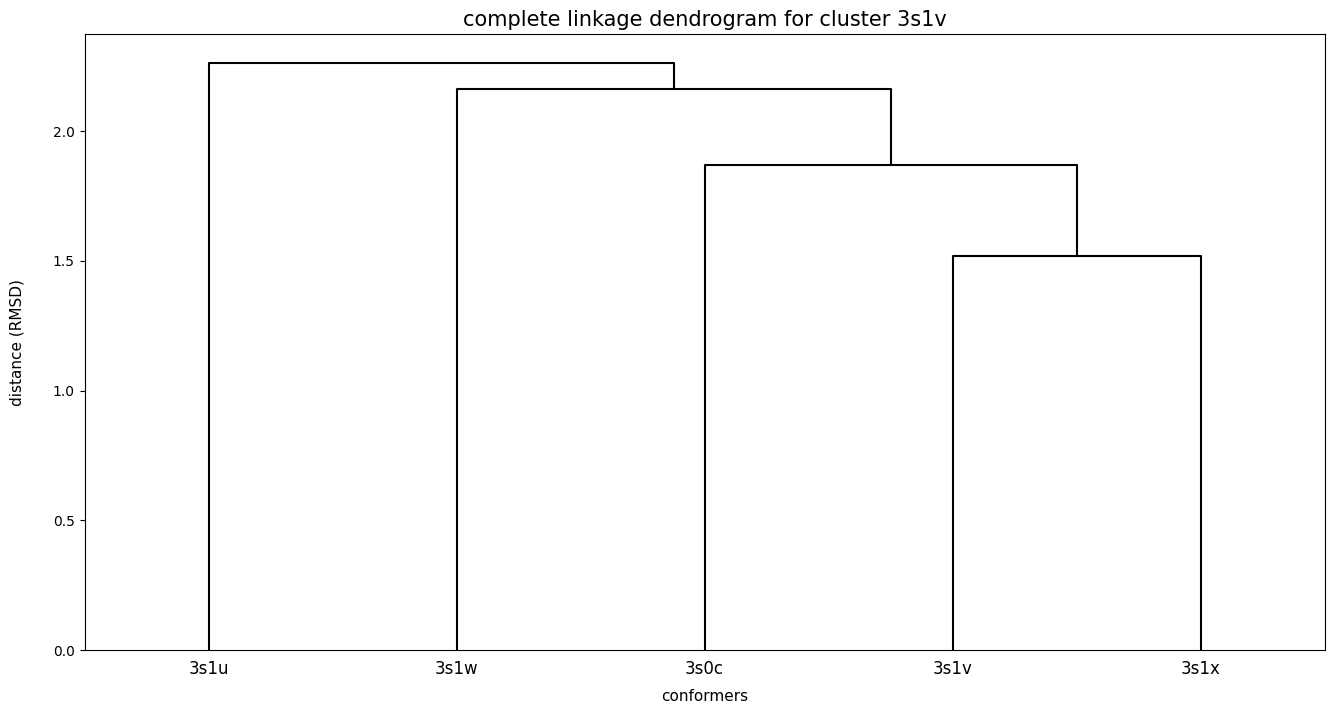 complete linkage dendrogram for cluster 3s1v
2.0
1.5
1.0
0.5
0.0
distance (RMSD)
3s1u 3s1w 3s0c 3s1v 3s1x
conformers